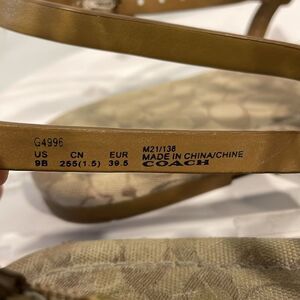 G4996 M21/138
US CN EUR MADE IN CHINA/CHINE
9B 255(1.5) 39.5 COACH